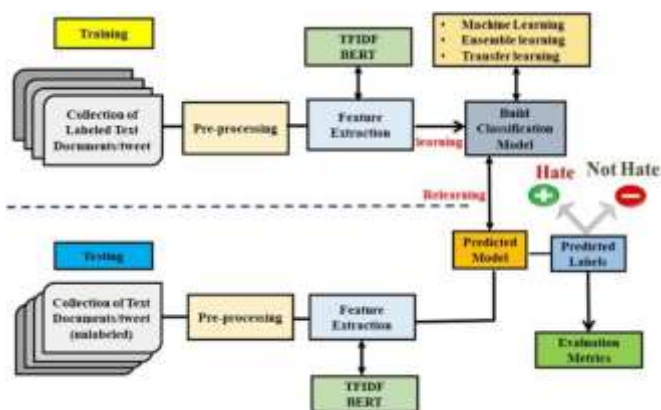 Training
TFIDF
BERT
• Machine Learning
• Ensemble learning
• Transfer learning
Collection of
Labeled Text
Documents/tweet
Pre-processing
Feature
Extraction
learning
Build
Classification
Model
Relearning
Hate
Not Hate
Testing
Collection of Text
Documents/tweet
(unlabeled)
Pre-processing
Feature
Extraction
Predicted
Model
Predicted
Labels
TFIDF
BERT
Evaluation
Metrics